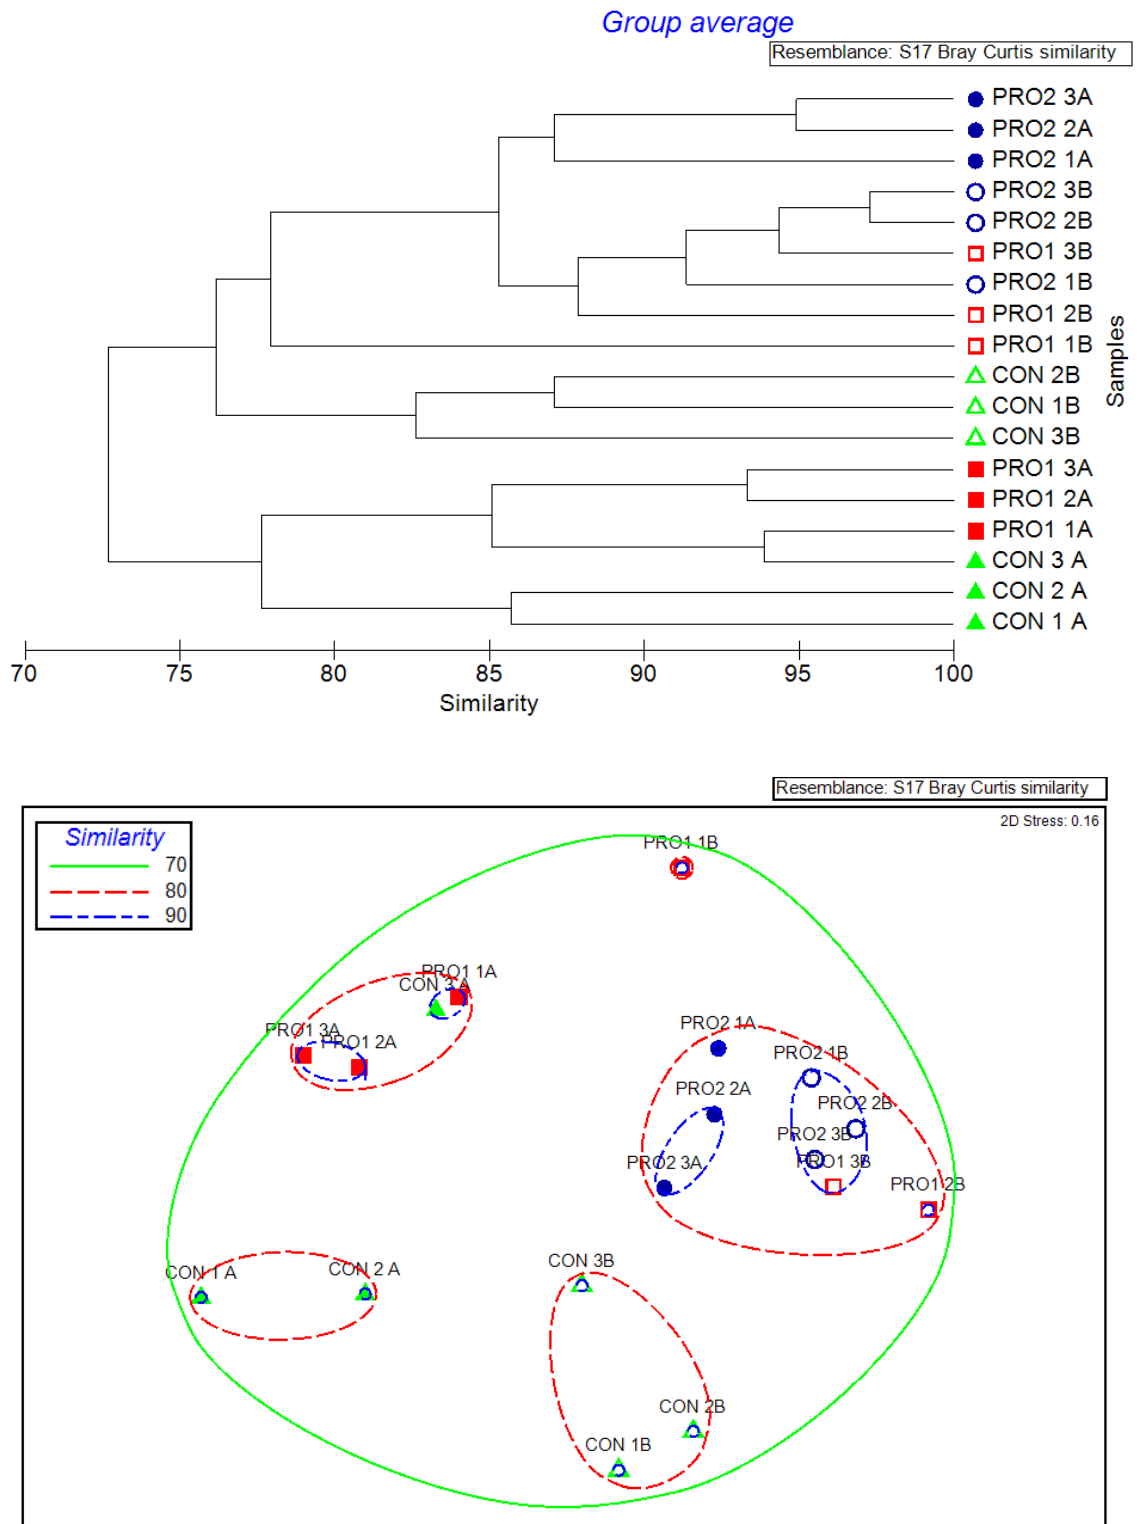 Group average
Resemblance: S17 Bray Curtis similarity
PRO2 3A
PRO2 2A
PRO2 1A
PRO2 3B
PRO2 2B
PRO1 3B
PRO2 1B
PRO1 2B
PRO1 1B
CON 2B
CON 1B
CON 3B
PRO1 3A
PRO1 2A
PRO1 1A
CON 3 A
CON 2 A
CON 1 A
Samples
70 75 80 85 90 95 100
Similarity
Resemblance: S17 Bray Curtis similarity
2D Stress: 0.16
Similarity
70
80
90
PRO1 1B
PRO1 1A
CON 3 A
PRO1 3A
PRO1 2A
PRO2 1A
PRO2 1B
PRO2 2A
PRO2 2B
PRO2 3B
PRO2 3A
PRO1 3B
PRO1 2B
CON 3B
CON 1 A
CON 2 A
CON 2B
CON 1B